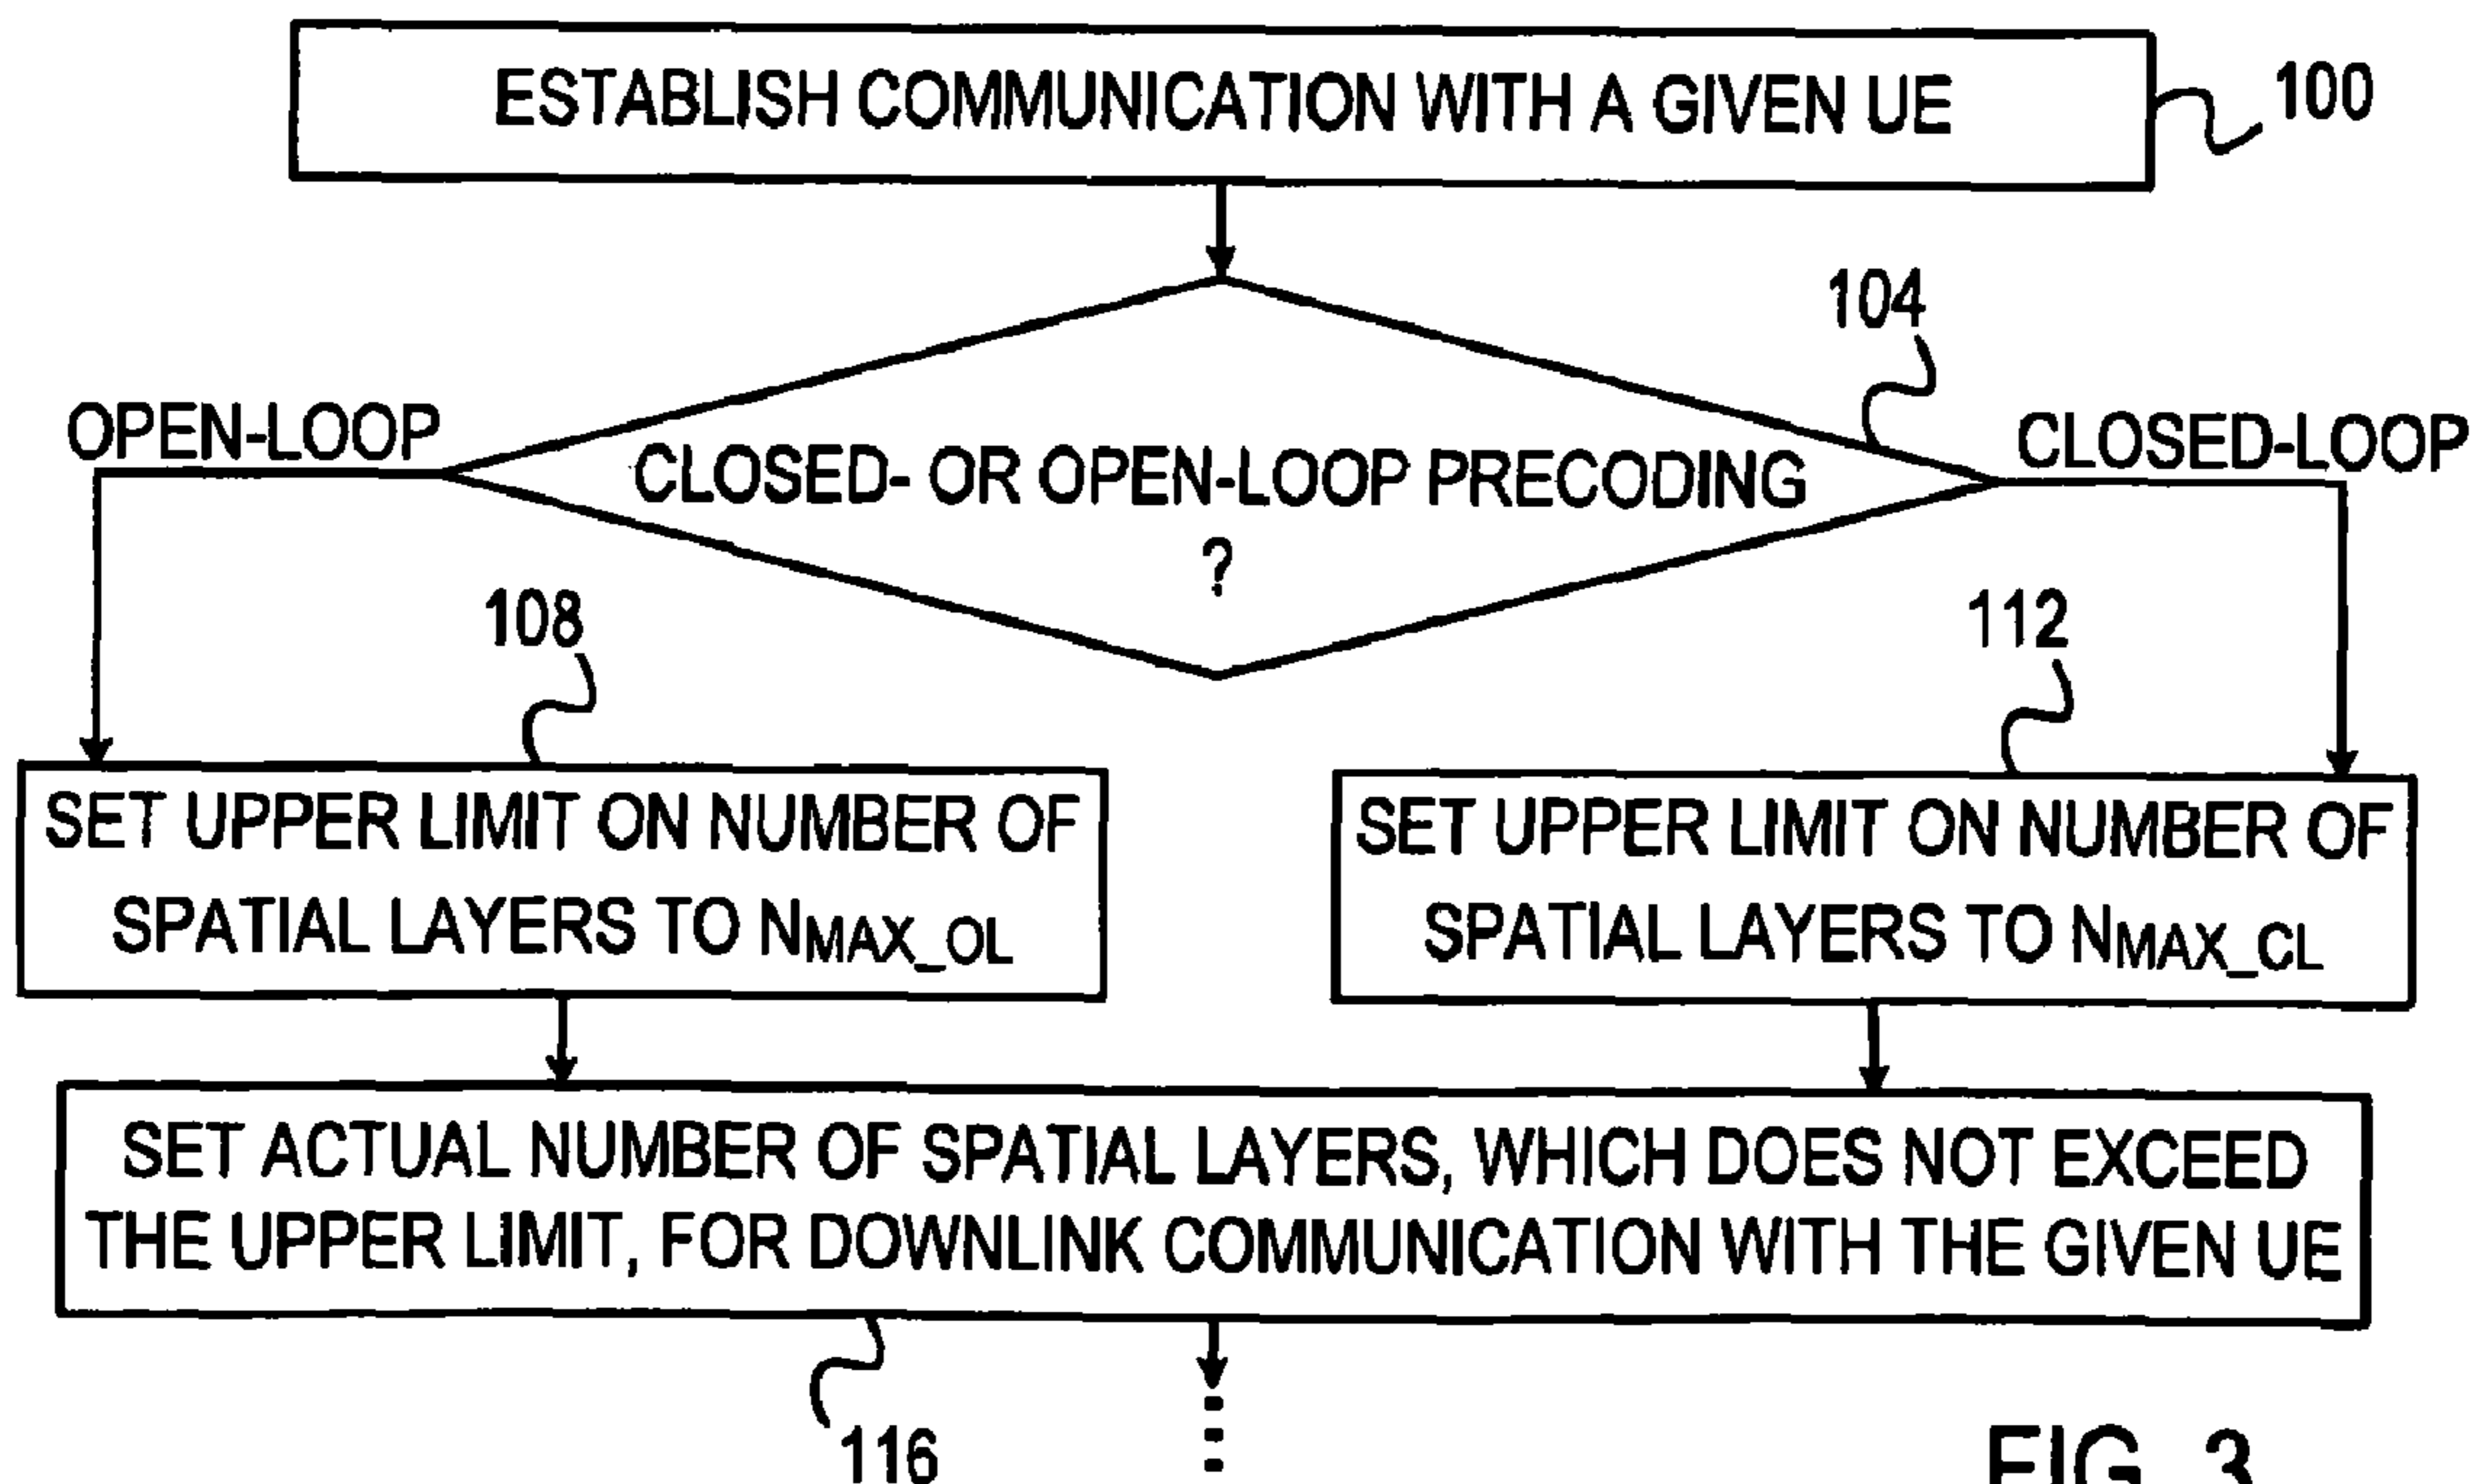 ESTABLISH COMMUNICATION WITH A GIVEN UE
100
104
OPEN-LOOP
CLOSED-LOOP
CLOSED- OR OPEN-LOOP PRECODING
?
108
112
SET UPPER LIMIT ON NUMBER OF
SPATIAL LAYERS TO NMAX_OL
SET UPPER LIMIT ON NUMBER OF
SPATIAL LAYERS TO NMAX_CL
SET ACTUAL NUMBER OF SPATIAL LAYERS, WHICH DOES NOT EXCEED
THE UPPER LIMIT, FOR DOWNLINK COMMUNICATION WITH THE GIVEN UE
116
FIG. 3